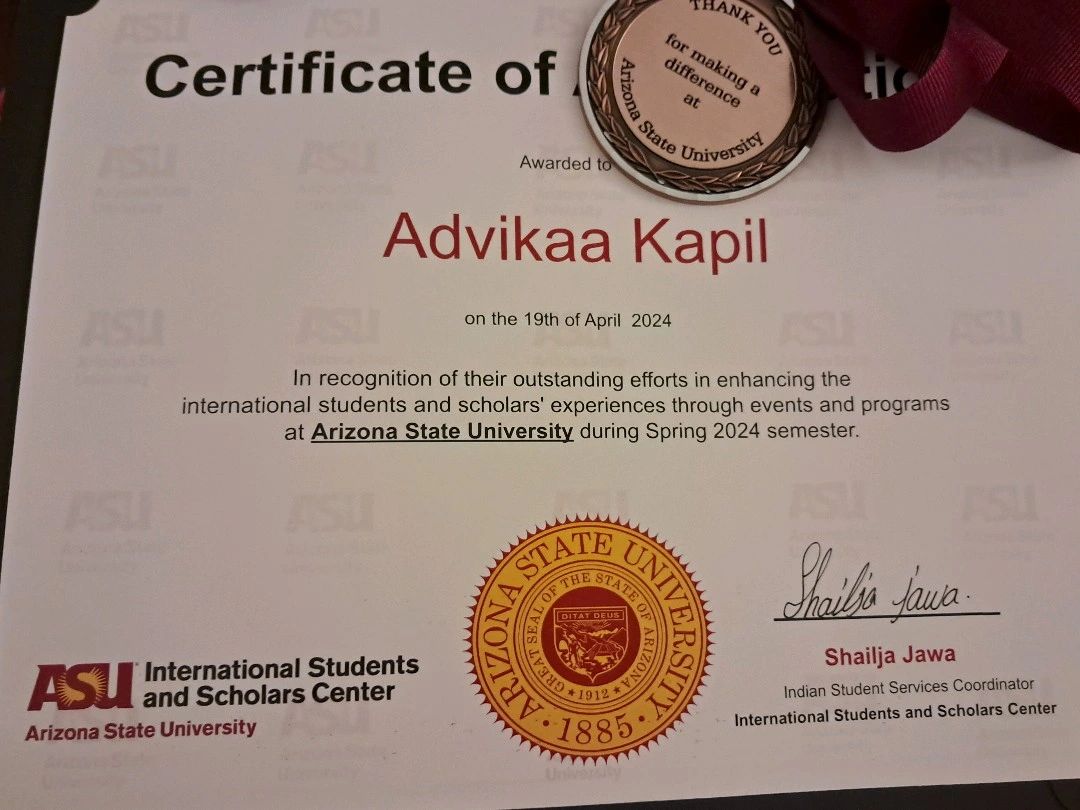 Certificate of
THANK YOU
for making a
difference
at
Arizona State University
Awarded to
Advikaa Kapil
on the 19th of April 2024
In recognition of their outstanding efforts in enhancing the
international students and scholars' experiences through events and programs
at Arizona State University during Spring 2024 semester.
ARIZONA STATE UNIVERSITY
GREAT SEAL OF THE STATE OF ARIZONA
DITAT DEUS
1912
1885
Shailja Jawa.
Shailja Jawa
Indian Student Services Coordinator
International Students and Scholars Center
ASU International Students
and Scholars Center
Arizona State University